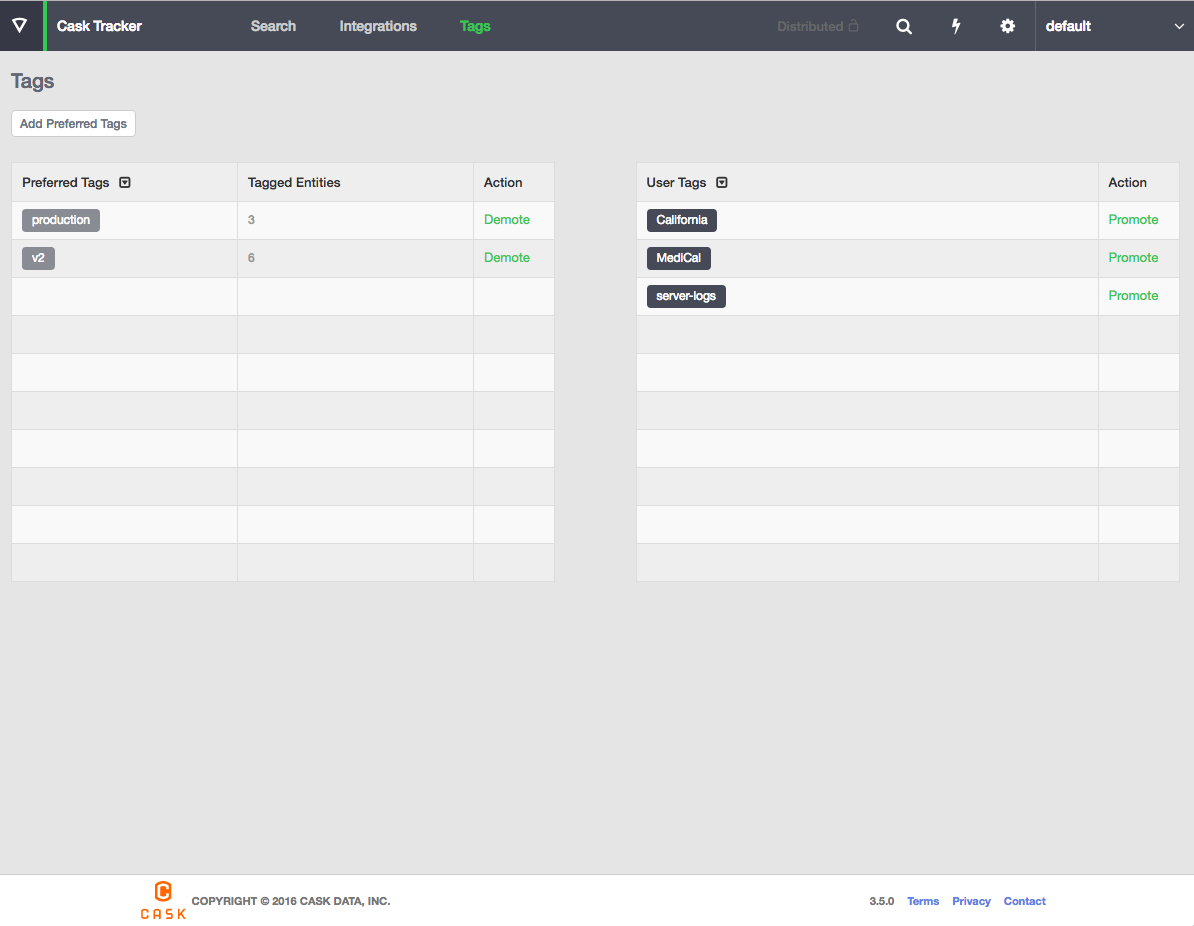 Cask Tracker Search Integrations Tags Distributed default
Tags
Add Preferred Tags
Preferred Tags Tagged Entities Action
production 3 Demote
v2 6 Demote
User Tags Action
California Promote
MediCal Promote
server-logs Promote
CASK
COPYRIGHT © 2016 CASK DATA, INC.
3.5.0 Terms Privacy Contact